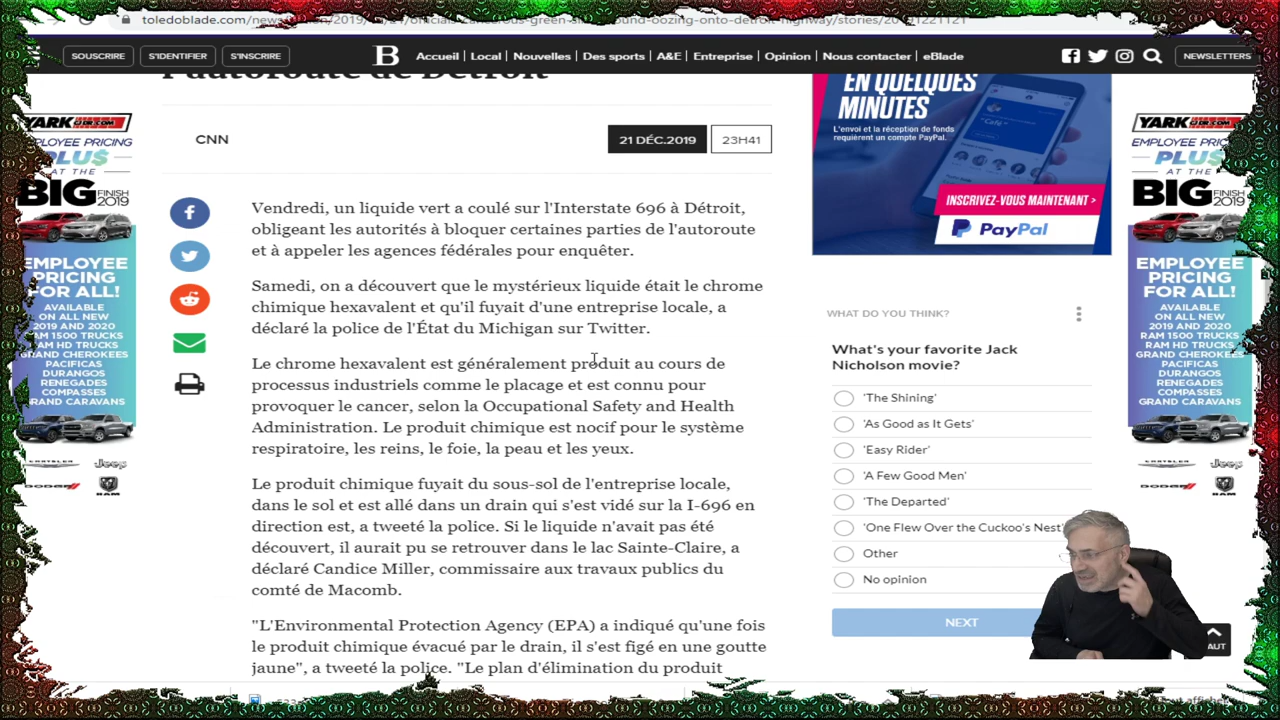 toledoblade.com/news
SOUSCRIRE S'IDENTIFIER S'INSCRIRE B Accueil Local Nouvelles Des sports A&E Entreprise Opinion Nous contacter eBlade NEWSLETTERS
l'autoroute de Detroit
CNN
21 DÉC.2019 23H41
Vendredi, un liquide vert a coulé sur l'Interstate 696 à Détroit,
obligeant les autorités à bloquer certaines parties de l'autoroute
et à appeler les agences fédérales pour enquêter.
Samedi, on a découvert que le mystérieux liquide était le chrome
chimique hexavalent et qu'il fuyait d'une entreprise locale, a
déclaré la police de l'État du Michigan sur Twitter.
Le chrome hexavalent est généralement produit au cours de
processus industriels comme le placage et est connu pour
provoquer le cancer, selon la Occupational Safety and Health
Administration. Le produit chimique est nocif pour le système
respiratoire, les reins, le foie, la peau et les yeux.
Le produit chimique fuyait du sous-sol de l'entreprise locale,
dans le sol et est allé dans un drain qui s'est vidé sur la I-696 en
direction est, a tweeté la police. Si le liquide n'avait pas été
découvert, il aurait pu se retrouver dans le lac Sainte-Claire, a
déclaré Candice Miller, commissaire aux travaux publics du
comté de Macomb.
"L'Environmental Protection Agency (EPA) a indiqué qu'une fois
le produit chimique évacué par le drain, il s'est figé en une goutte
jaune", a tweeté la police. "Le plan d'élimination du produit
EN QUELQUES
MINUTES
L'envoi et la réception de fonds
requièrent un compte PayPal.
INSCRIVEZ-VOUS MAINTENANT >
PayPal
WHAT DO YOU THINK?
What's your favorite Jack
Nicholson movie?
'The Shining'
'As Good as It Gets'
'Easy Rider'
'A Few Good Men'
'The Departed'
'One Flew Over the Cuckoo's Nest'
Other
No opinion
NEXT
AUT
YARK
EMPLOYEE PRICING
PLU$
AT THE
BIG FINISH
2019
EMPLOYEE
PRICING
FOR ALL!
AVAILABLE
ON ALL NEW
2019 AND 2020
RAM 1500 TRUCKS
RAM HD TRUCKS
GRAND CHEROKEES
PACIFICAS
DURANGOS
RENEGADES
COMPASSES
GRAND CARAVANS
CHRYSLER Jeep
DODGE RAM
YARK
EMPLOYEE PRIC
PLU$
AT THE
BIG FINISH
2019
EMPLOYEE
PRICING
FOR ALL!
AVAILABLE
ON ALL NEW
2019 AND 2020
RAM 1500 TRUCKS
RAM HD TRUCKS
GRAND CHEROKEES
PACIFICAS
DURANGOS
RENEGADES
COMPASSES
GRAND CARAVANS
CHRYSLER Jeep
DODGE RAM